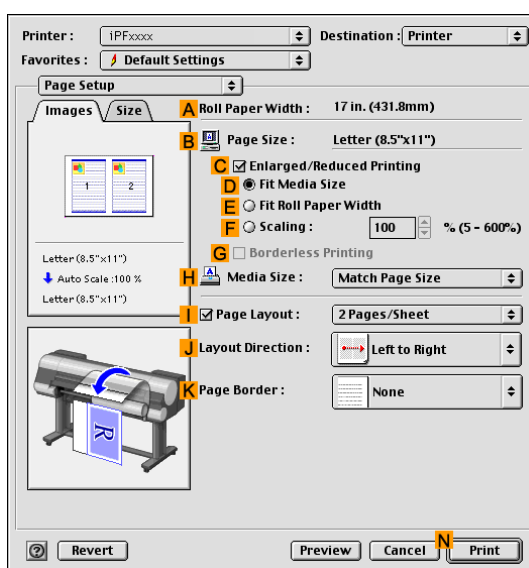 Printer : iPFxxxx Destination : Printer
Favorites : Default Settings
Page Setup
Images Size
A Roll Paper Width : 17 in. (431.8mm)
B Page Size : Letter (8.5"x11")
C Enlarged/Reduced Printing
D Fit Media Size
E Fit Roll Paper Width
F Scaling : 100 % (5 - 600%)
G Borderless Printing
H Media Size : Match Page Size
I Page Layout : 2 Pages/Sheet
J Layout Direction : Left to Right
K Page Border : None
1 2
Letter (8.5"x11")
Auto Scale :100 %
Letter (8.5"x11")
R
? Revert Preview Cancel N Print